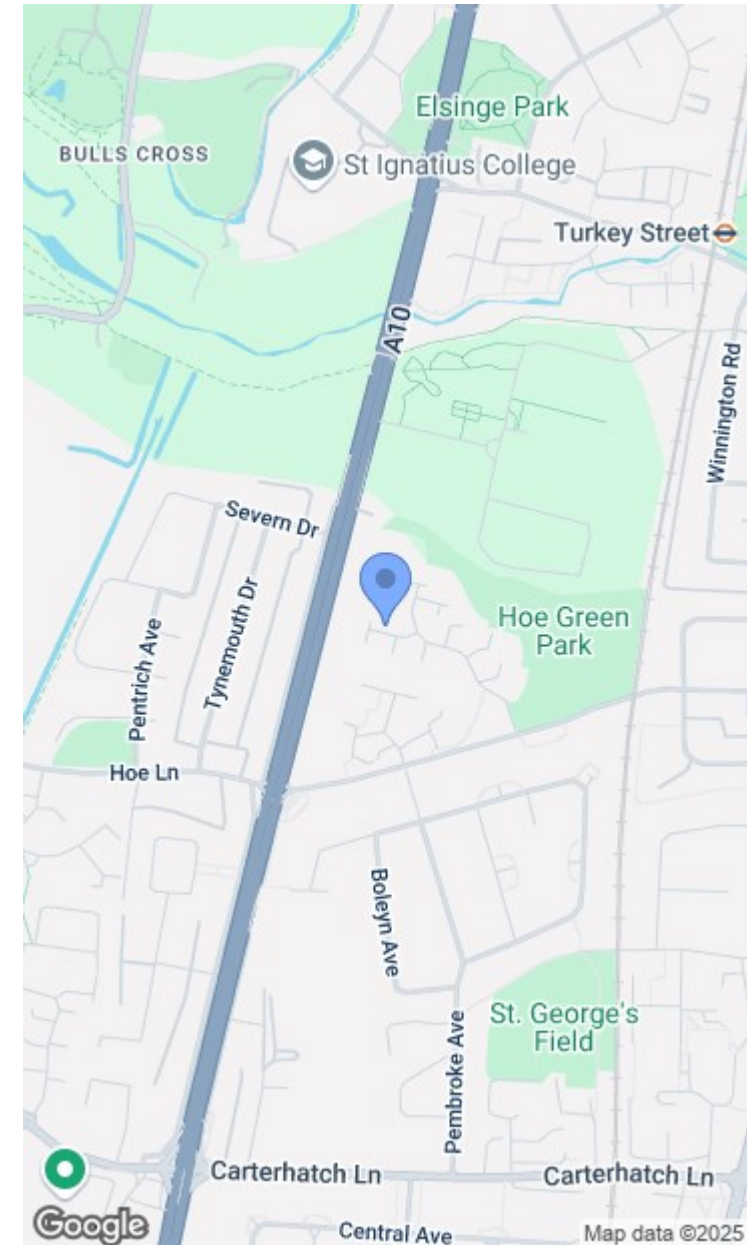 Elsinge Park
BULLS CROSS
St Ignatius College
Turkey Street
A10
Winnington Rd
Severn Dr
Tynemouth Dr
Pentrich Ave
Hoe Green
Park
Hoe Ln
Boleyn Ave
St. George's
Field
Pembroke Ave
Carterhatch Ln
Carterhatch Ln
Central Ave
Google
Map data ©2025